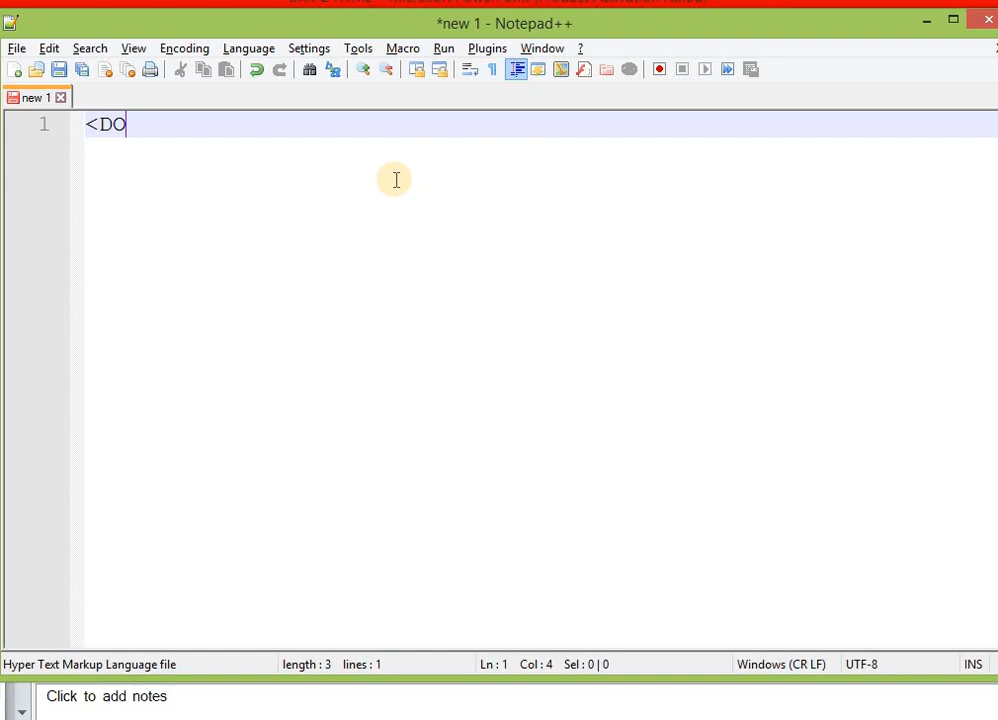 *new 1 - Notepad++
File Edit Search View Encoding Language Settings Tools Macro Run Plugins Window ?
new 1
1 <DO
Hyper Text Markup Language file length : 3 lines : 1 Ln : 1 Col : 4 Sel : 0 | 0 Windows (CR LF) UTF-8 INS
Click to add notes